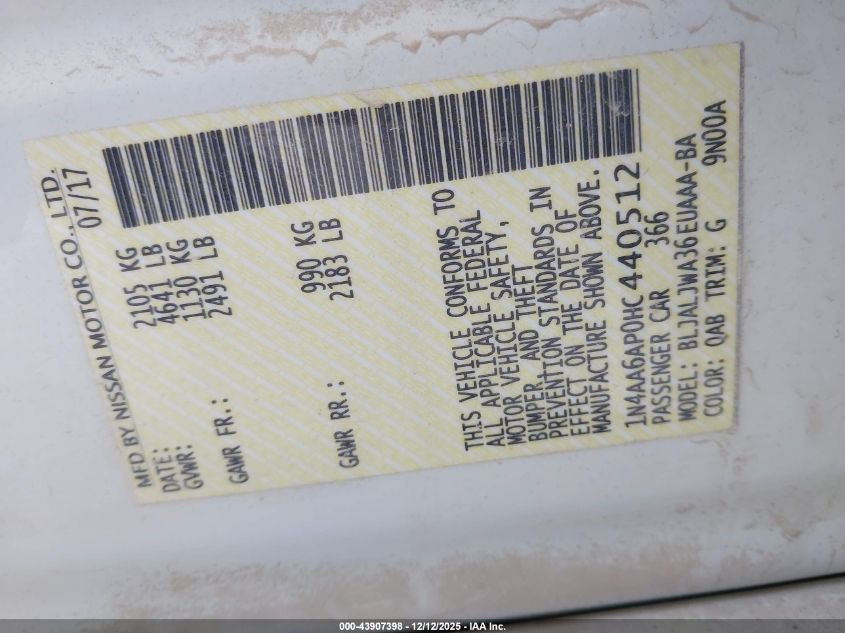 MFD BY NISSAN MOTOR CO., LTD.
DATE: 07/17
GVWR: 2105 KG
4641 LB
GAWR FR.: 1130 KG
2491 LB
GAWR RR.: 990 KG
2183 LB
THIS VEHICLE CONFORMS TO
ALL APPLICABLE FEDERAL
MOTOR VEHICLE SAFETY,
BUMPER AND THEFT
PREVENTION STANDARDS IN
EFFECT ON THE DATE OF
MANUFACTURE SHOWN ABOVE.
1N4AA6AP0HC440512
PASSENGER CAR 366
MODEL: BLJALJWA36EUAAA-BA
COLOR: QAB TRIM: G 9N00A
000-43907398 - 12/12/2025 - IAA Inc.